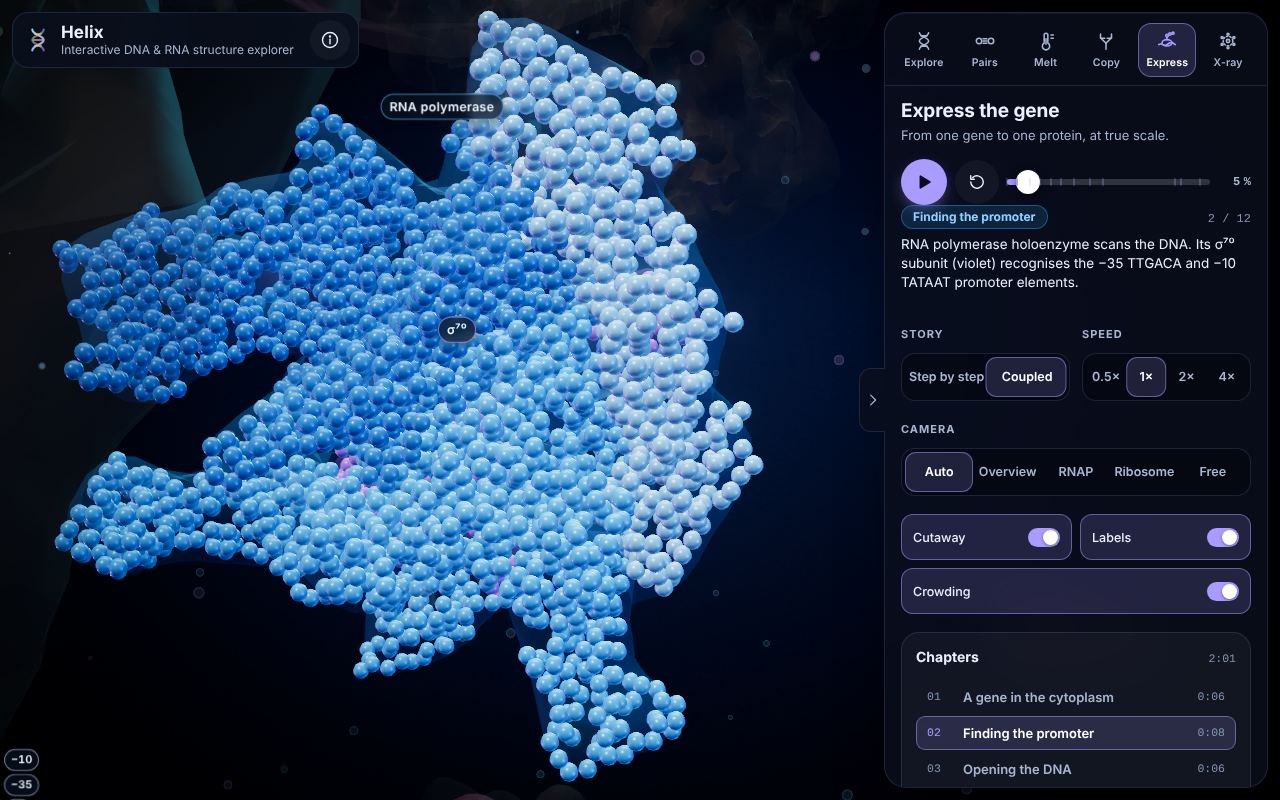 Helix
Interactive DNA & RNA structure explorer
RNA polymerase
σ⁷⁰
−10
−35
Explore
Pairs
Melt
Copy
Express
X-ray
Express the gene
From one gene to one protein, at true scale.
5 %
Finding the promoter
2 / 12
RNA polymerase holoenzyme scans the DNA. Its σ⁷⁰
subunit (violet) recognises the −35 TTGACA and −10
TATAAT promoter elements.
STORY
SPEED
Step by step
Coupled
0.5×
1×
2×
4×
CAMERA
Auto
Overview
RNAP
Ribosome
Free
Cutaway
Labels
Crowding
Chapters
2:01
01 A gene in the cytoplasm 0:06
02 Finding the promoter 0:08
03 Opening the DNA 0:06